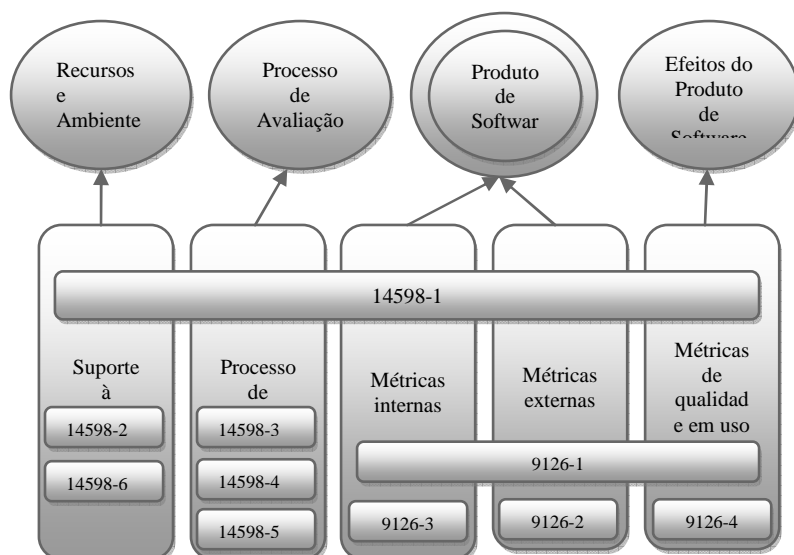 Recursos
e
Ambiente
Processo
de
Avaliação
Produto
de
Softwar
Efeitos do
Produto
de
Software
14598-1
Suporte
à
14598-2
14598-6
Processo
de
14598-3
14598-4
14598-5
Métricas
internas
Métricas
externas
Métricas
de
qualidad
e em uso
9126-1
9126-3
9126-2
9126-4